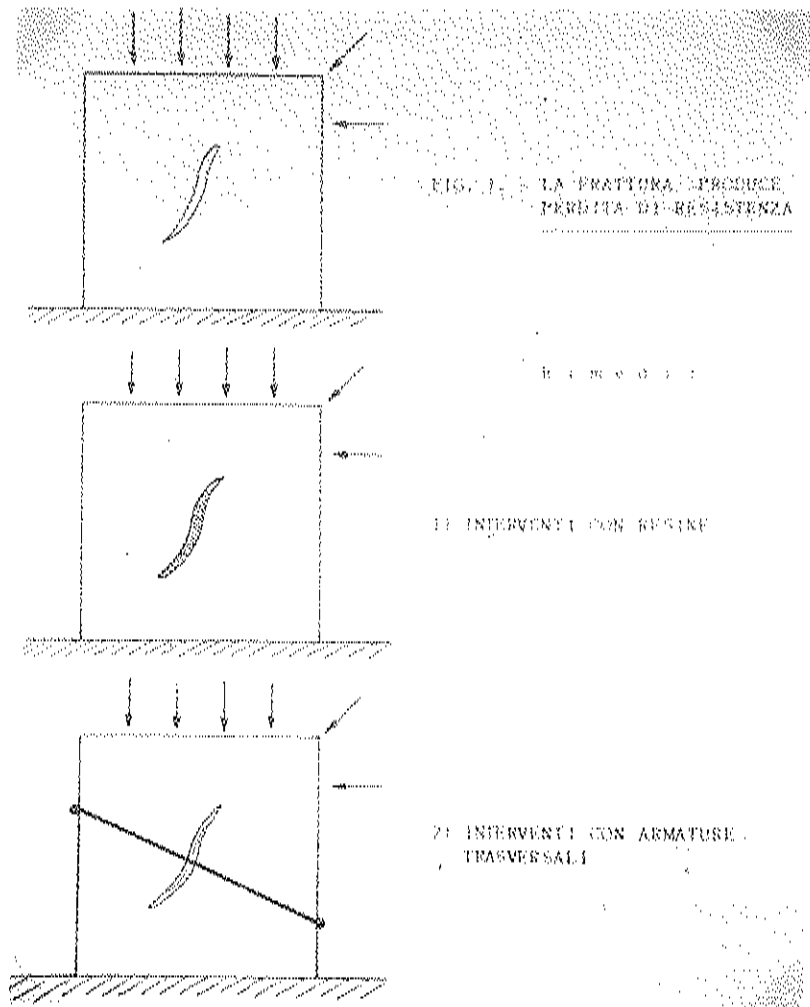 FIG. 1. - LA FRATTURA PRODUCE
PERDITA DI RESISTENZA
R i m e d i :
1) INTERVENTI CON RESINE
2) INTERVENTI CON ARMATURE
TRASVERSALI